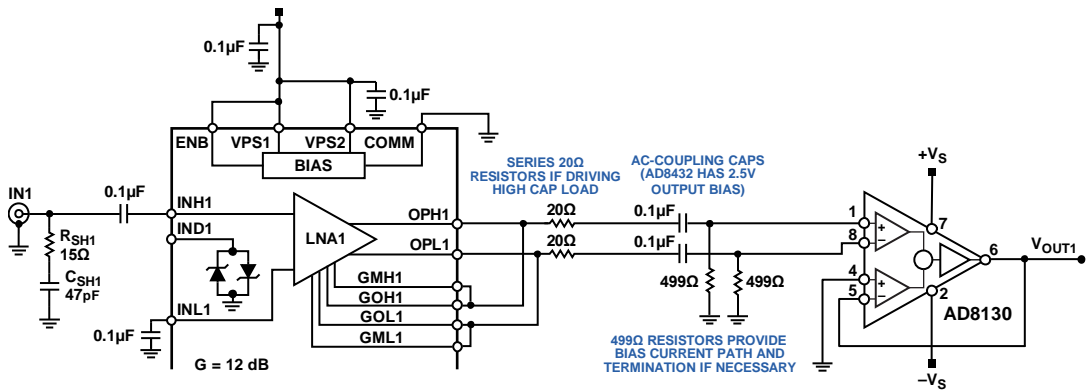 0.1µF
0.1µF
ENB
VPS1
VPS2
COMM
BIAS
IN1
0.1µF
RSH1
15Ω
CSH1
47pF
0.1µF
INH1
IND1
INL1
LNA1
G = 12 dB
OPH1
OPL1
GMH1
GOH1
GOL1
GML1
SERIES 20Ω
RESISTORS IF DRIVING
HIGH CAP LOAD
20Ω
20Ω
AC-COUPLING CAPS
(AD8432 HAS 2.5V
OUTPUT BIAS)
0.1µF
0.1µF
499Ω
499Ω
499Ω RESISTORS PROVIDE
BIAS CURRENT PATH AND
TERMINATION IF NECESSARY
+VS
1
8
4
5
7
6
2
+
−
+
−
VOUT1
AD8130
−VS